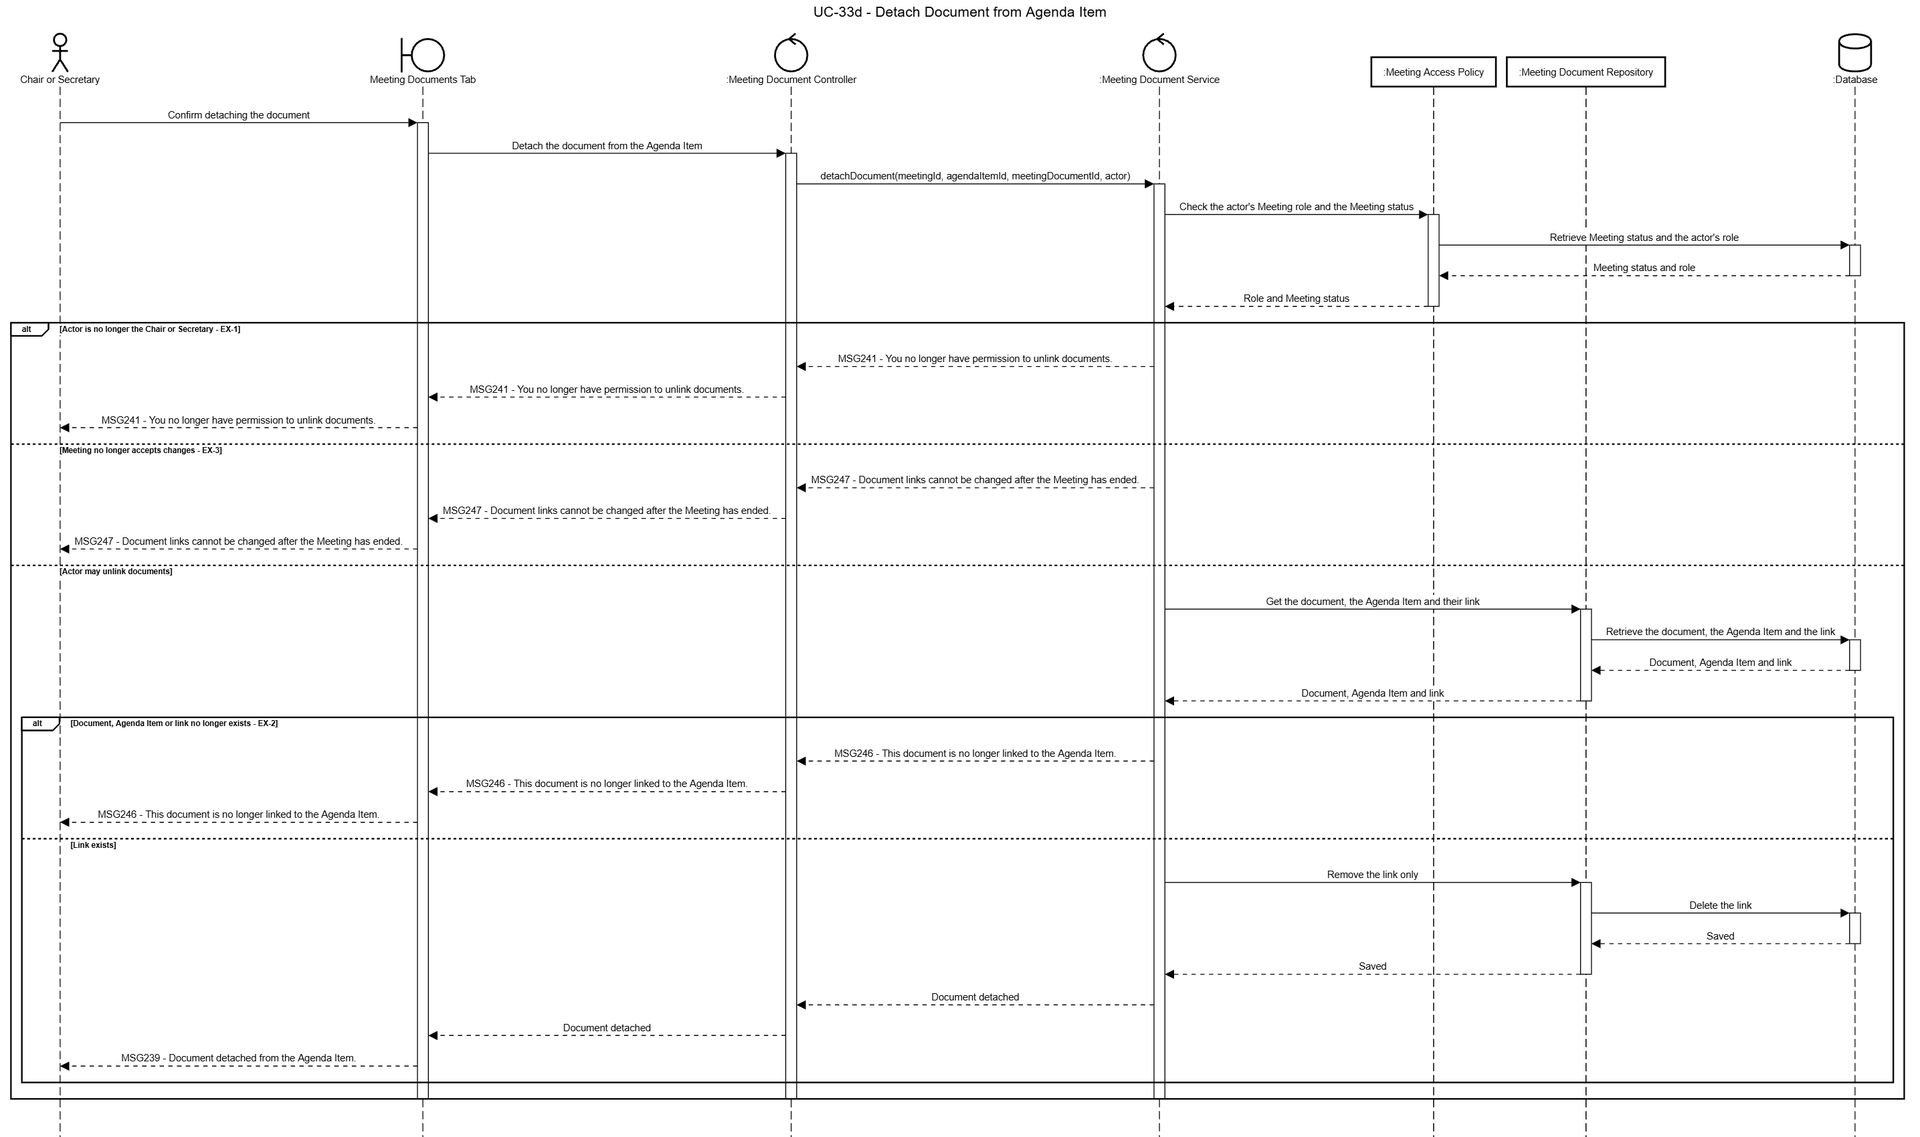 UC-33d - Detach Document from Agenda Item
Chair or Secretary
Meeting Documents Tab
:Meeting Document Controller
:Meeting Document Service
:Meeting Access Policy
:Meeting Document Repository
:Database
Confirm detaching the document
Detach the document from the Agenda Item
detachDocument(meetingId, agendaItemId, meetingDocumentId, actor)
Check the actor's Meeting role and the Meeting status
Retrieve Meeting status and the actor's role
Meeting status and role
Role and Meeting status
alt
[Actor is no longer the Chair or Secretary - EX-1]
MSG241 - You no longer have permission to unlink documents.
MSG241 - You no longer have permission to unlink documents.
MSG241 - You no longer have permission to unlink documents.
[Meeting no longer accepts changes - EX-3]
MSG247 - Document links cannot be changed after the Meeting has ended.
MSG247 - Document links cannot be changed after the Meeting has ended.
MSG247 - Document links cannot be changed after the Meeting has ended.
[Actor may unlink documents]
Get the document, the Agenda Item and their link
Retrieve the document, the Agenda Item and the link
Document, Agenda Item and link
Document, Agenda Item and link
alt
[Document, Agenda Item or link no longer exists - EX-2]
MSG246 - This document is no longer linked to the Agenda Item.
MSG246 - This document is no longer linked to the Agenda Item.
MSG246 - This document is no longer linked to the Agenda Item.
[Link exists]
Remove the link only
Delete the link
Saved
Saved
Document detached
Document detached
MSG239 - Document detached from the Agenda Item.